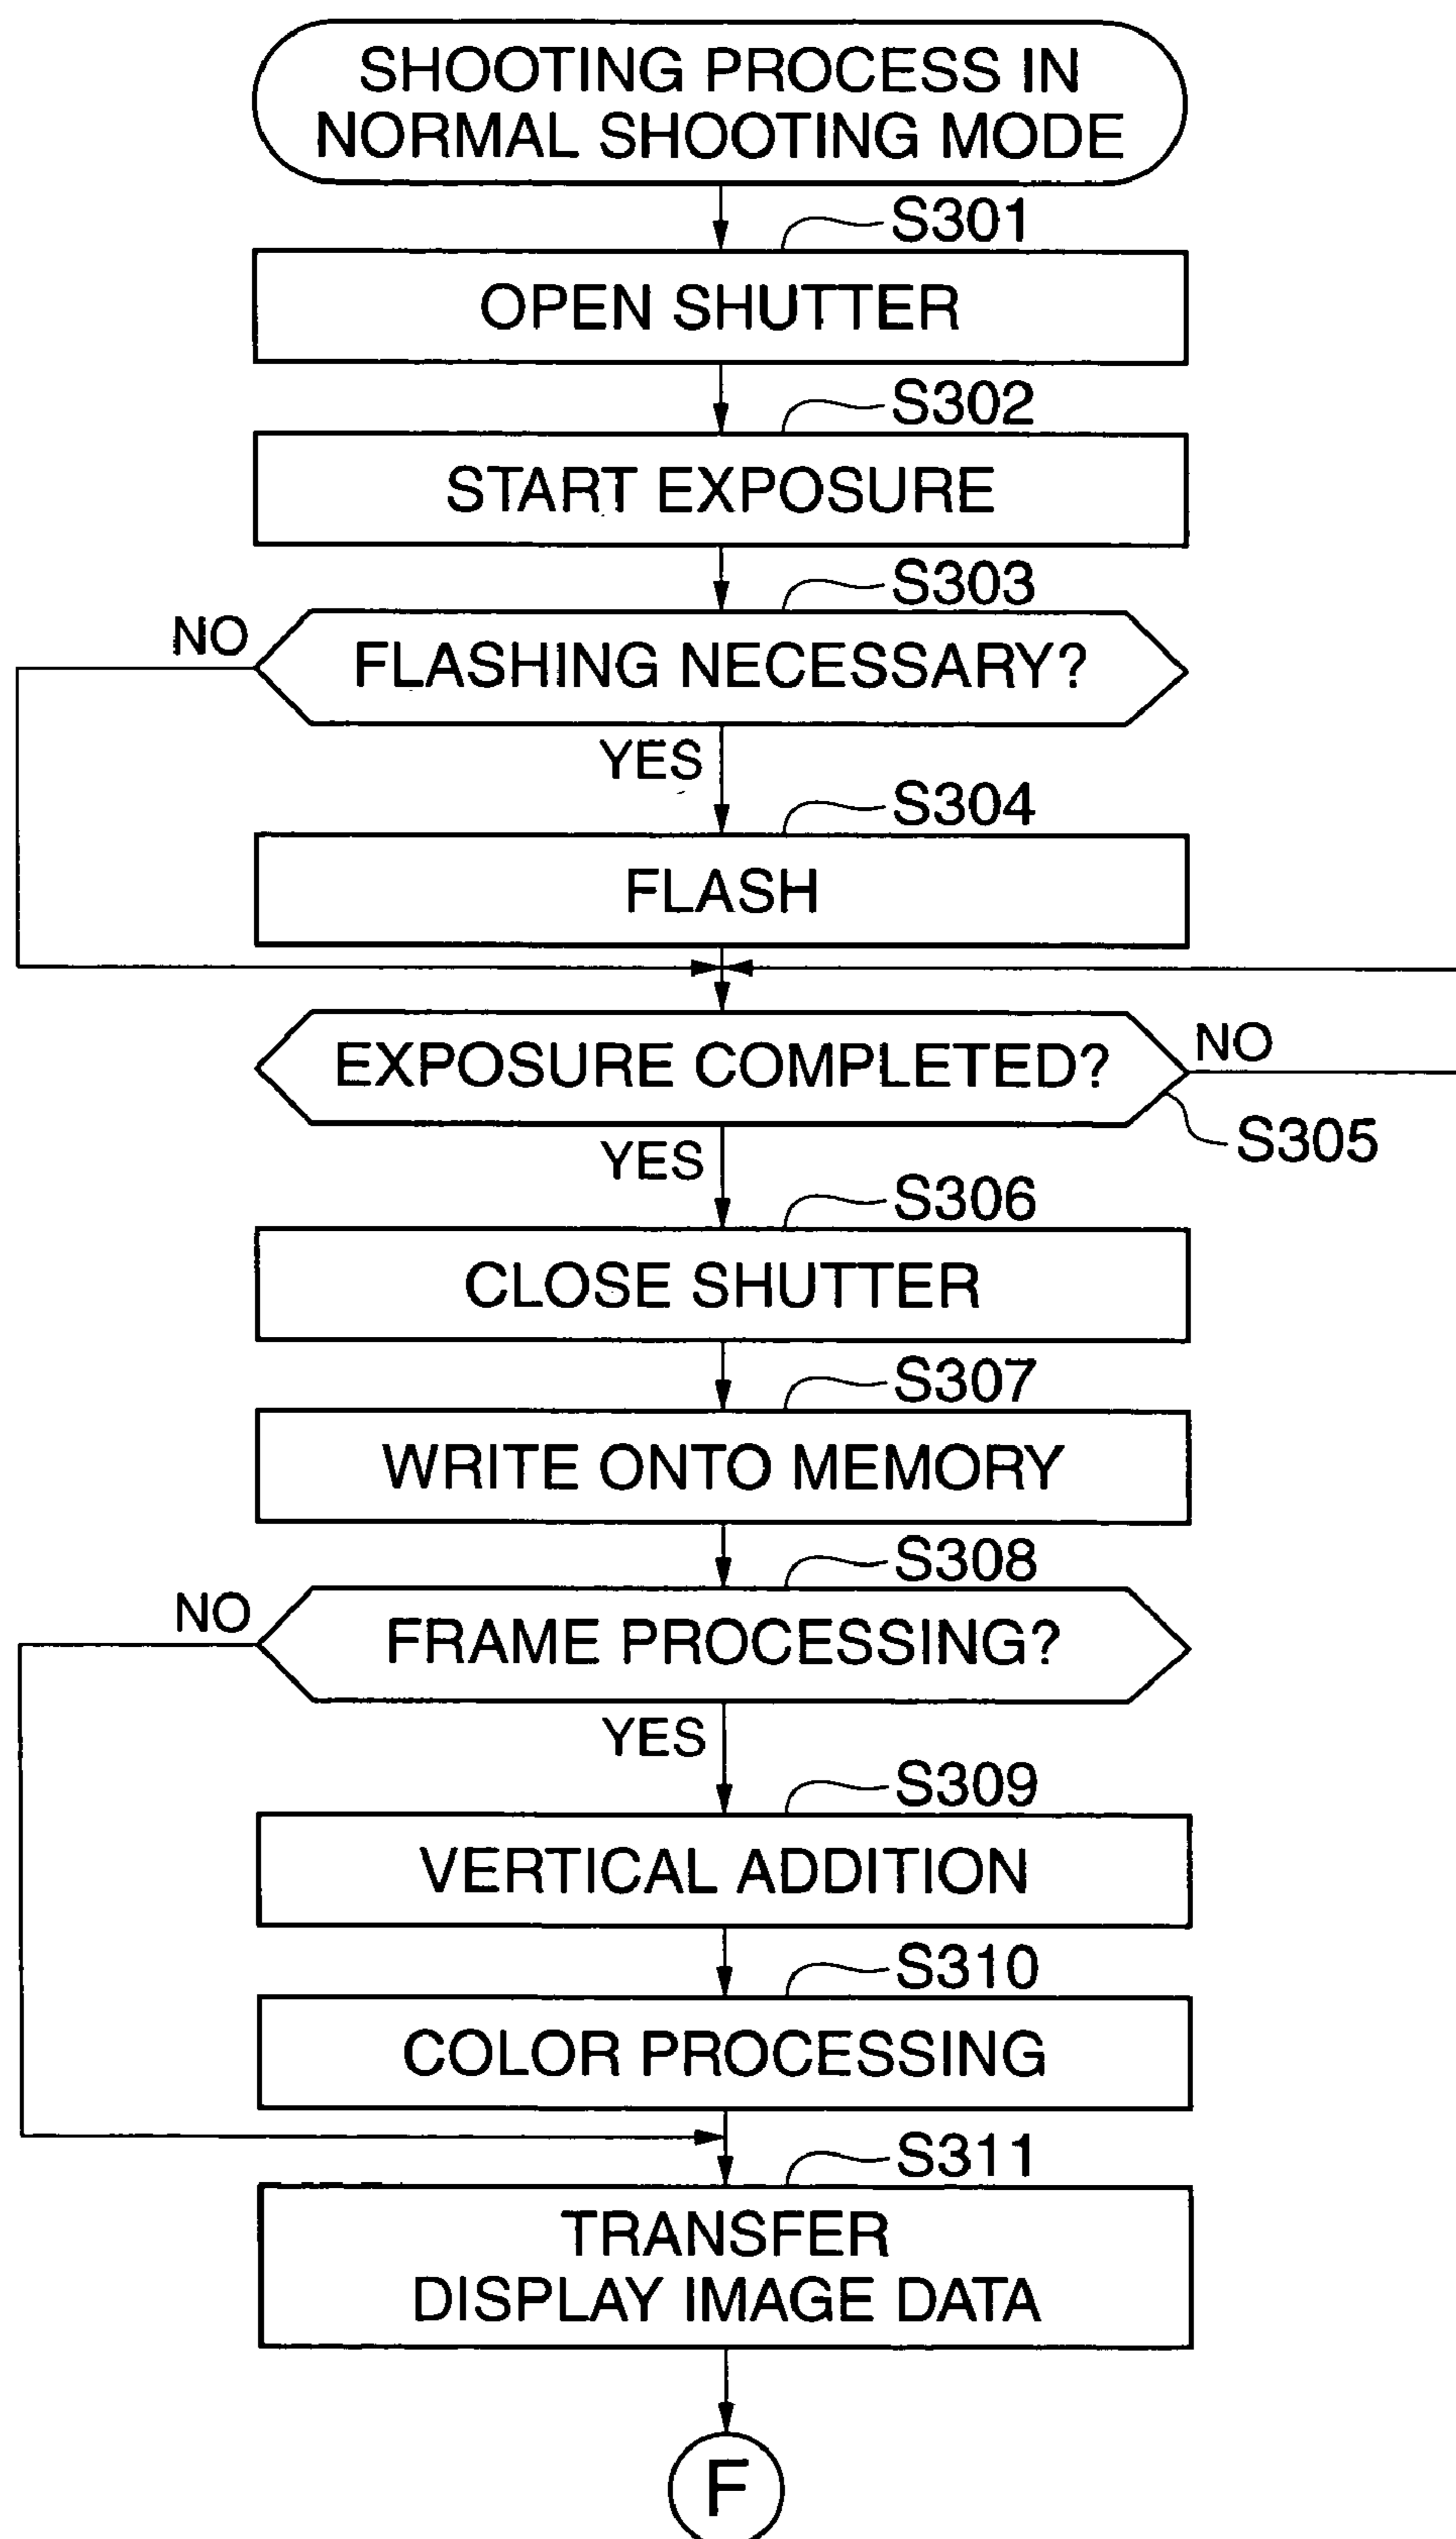 SHOOTING PROCESS IN
NORMAL SHOOTING MODE
S301
OPEN SHUTTER
S302
START EXPOSURE
S303
NO
FLASHING NECESSARY?
YES
S304
FLASH
EXPOSURE COMPLETED?
NO
S305
YES
S306
CLOSE SHUTTER
S307
WRITE ONTO MEMORY
S308
NO
FRAME PROCESSING?
YES
S309
VERTICAL ADDITION
S310
COLOR PROCESSING
S311
TRANSFER
DISPLAY IMAGE DATA
F